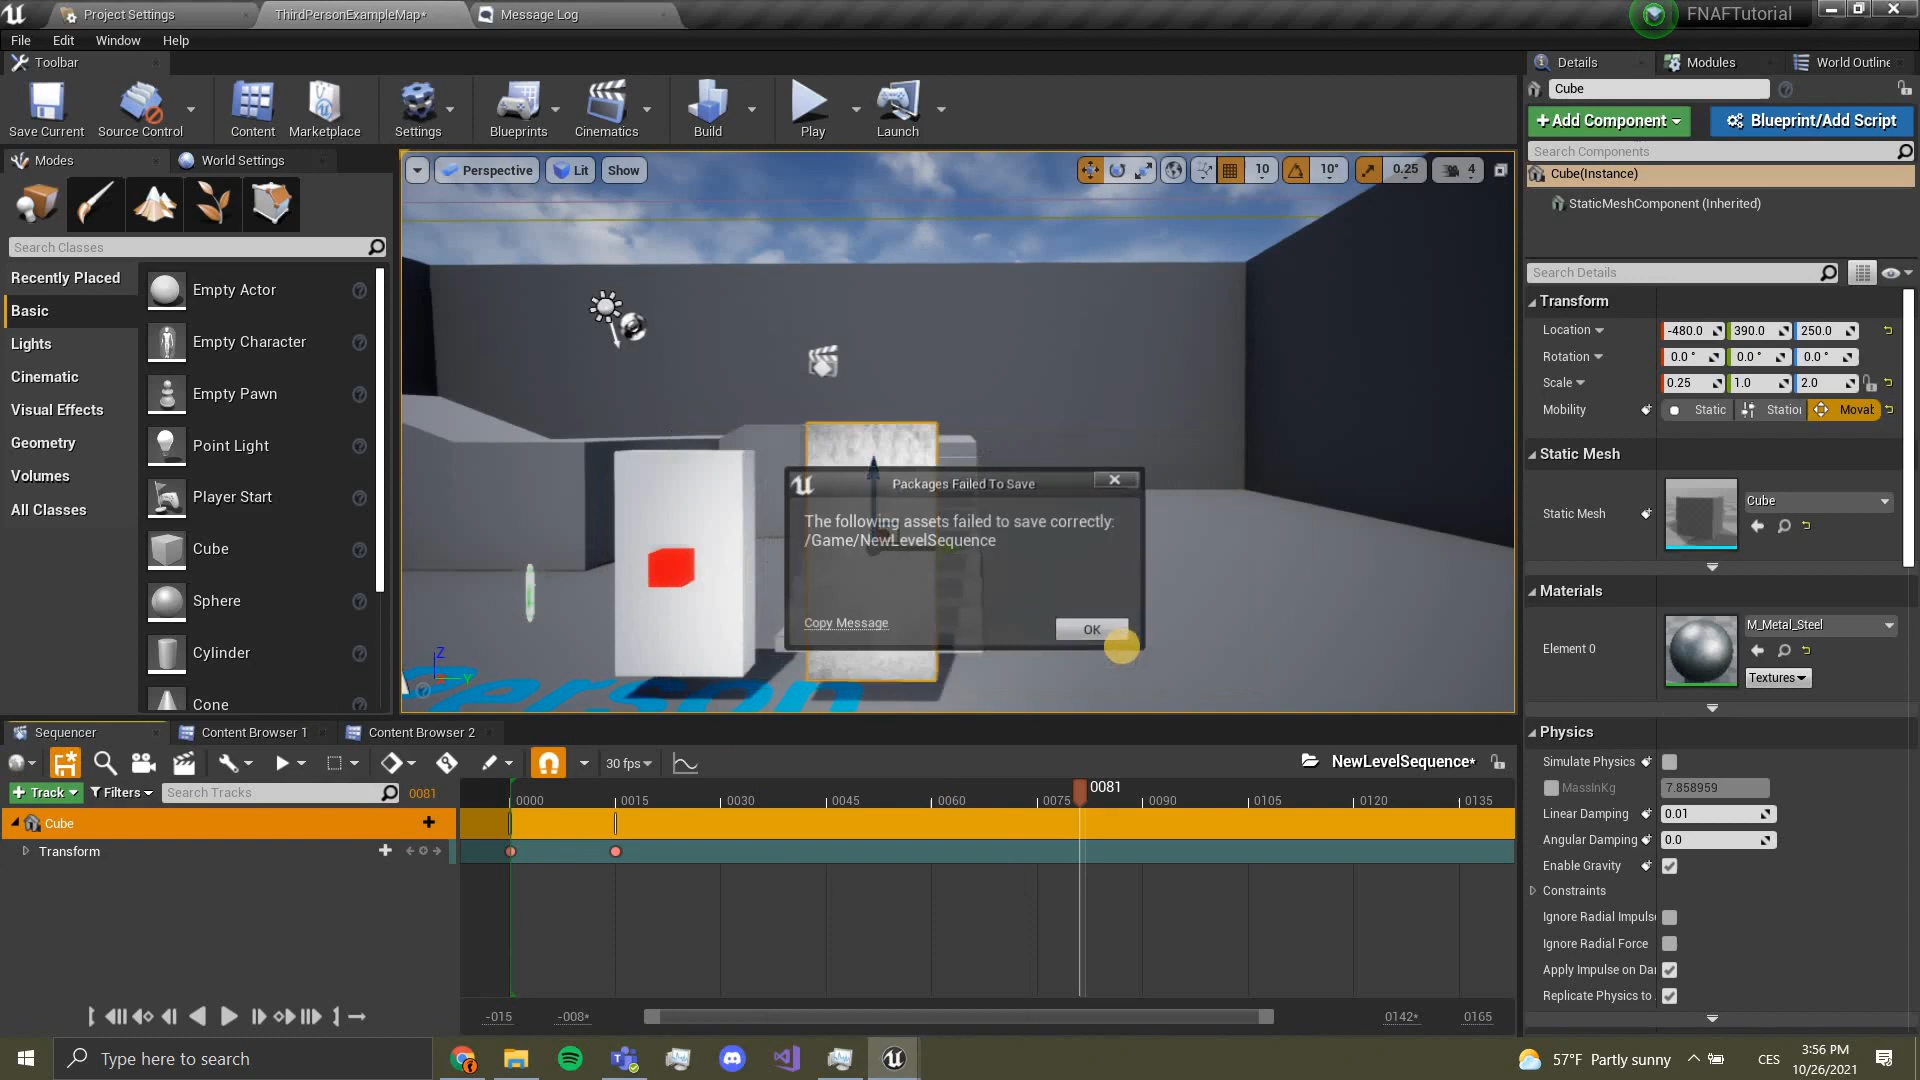 Project Settings
ThirdPersonExampleMap*
Message Log
FNAFTutorial
File Edit Window Help
Toolbar
Details
Modules
World Outline
Save Current
Source Control
Content
Marketplace
Settings
Blueprints
Cinematics
Build
Play
Launch
Cube
Add Component
Blueprint/Add Script
Search Components
Cube(Instance)
StaticMeshComponent (Inherited)
Modes
World Settings
Search Classes
Recently Placed
Basic
Lights
Cinematic
Visual Effects
Geometry
Volumes
All Classes
Empty Actor
Empty Character
Empty Pawn
Point Light
Player Start
Cube
Sphere
Cylinder
Cone
Perspective
Lit
Show
10
10°
0.25
4
Packages Failed To Save
The following assets failed to save correctly:
/Game/NewLevelSequence
Copy Message
OK
Z
Y
Person
Search Details
Transform
Location -480.0 390.0 250.0
Rotation 0.0 ° 0.0 ° 0.0 °
Scale 0.25 1.0 2.0
Mobility Static Station Movab
Static Mesh
Static Mesh
Cube
Materials
Element 0
M_Metal_Steel
Textures
Physics
Simulate Physics
MassInKg 7.858959
Linear Damping 0.01
Angular Damping 0.0
Enable Gravity
Constraints
Ignore Radial Impulse
Ignore Radial Force
Apply Impulse on Dam
Replicate Physics to
Sequencer
Content Browser 1
Content Browser 2
30 fps
NewLevelSequence*
Track
Filters
Search Tracks
0081
0081
0000 0015 0030 0045 0060 0075 0090 0105 0120 0135
Cube
Transform
-015
-008*
0142*
0165
Type here to search
57°F Partly sunny
CES
3:56 PM
10/26/2021